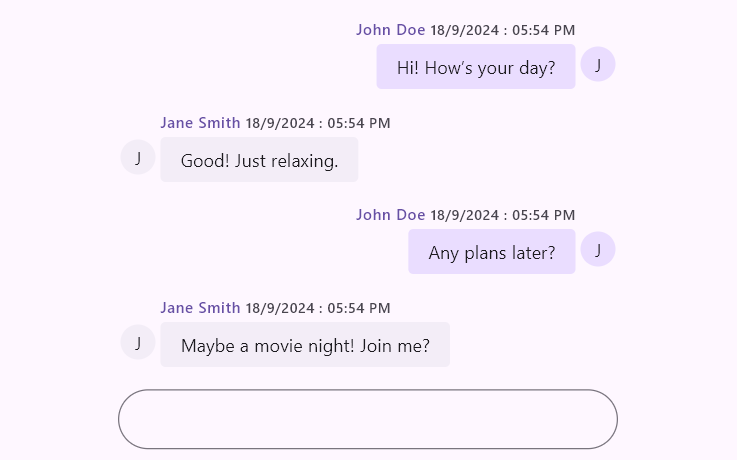 John Doe 18/9/2024 : 05:54 PM
Hi! How's your day?
J
Jane Smith 18/9/2024 : 05:54 PM
J
Good! Just relaxing.
John Doe 18/9/2024 : 05:54 PM
Any plans later?
J
Jane Smith 18/9/2024 : 05:54 PM
J
Maybe a movie night! Join me?